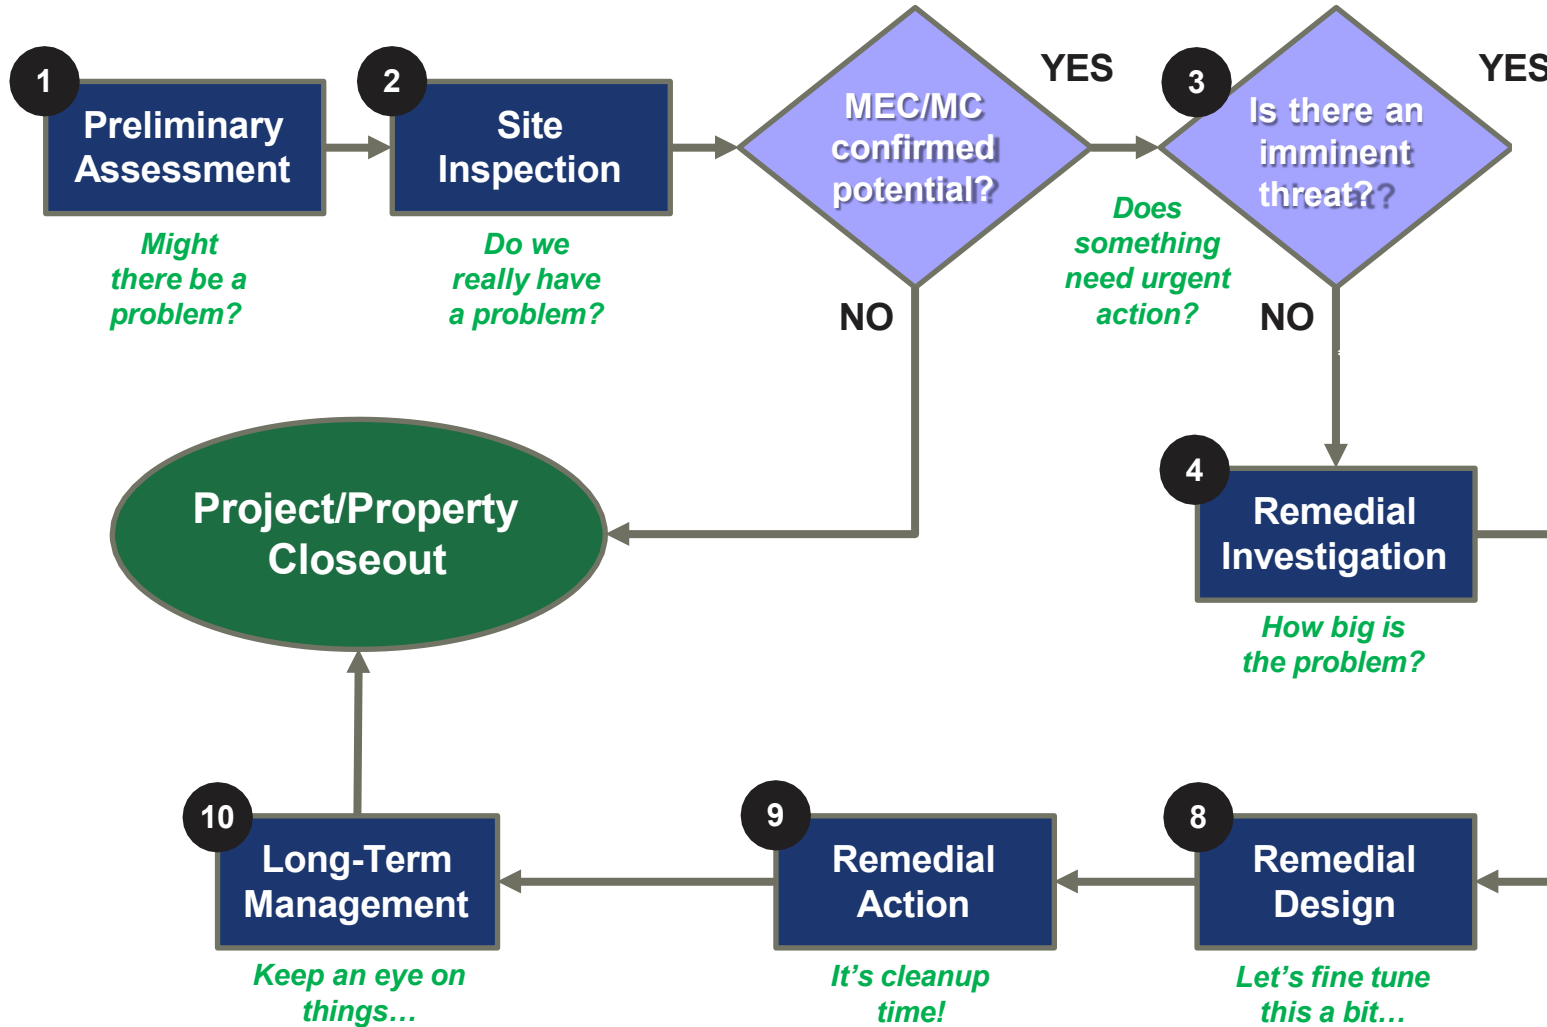 1
Preliminary
Assessment
Might
there be a
problem?
2
Site
Inspection
Do we
really have
a problem?
MEC/MC
confirmed
potential?
YES
NO
3
Is there an
imminent
threat?
YES
NO
Does
something
need urgent
action?
4
Remedial
Investigation
How big is
the problem?
Project/Property
Closeout
10
Long-Term
Management
Keep an eye on
things…
9
Remedial
Action
It’s cleanup
time!
8
Remedial
Design
Let’s fine tune
this a bit…